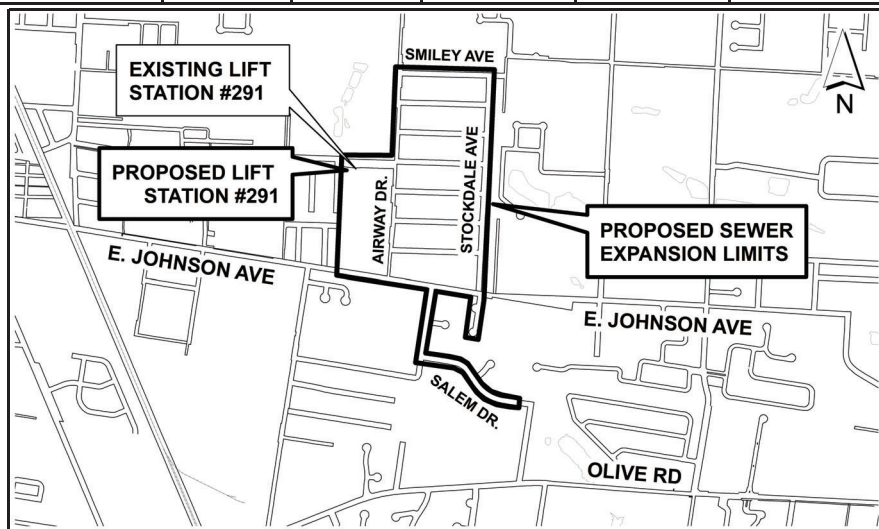 SMILEY AVE
EXISTING LIFT
STATION #291
N
PROPOSED LIFT
STATION #291
AIRWAY DR.
STOCKDALE AVE
PROPOSED SEWER
EXPANSION LIMITS
E. JOHNSON AVE
E. JOHNSON AVE
SALEM DR.
OLIVE RD